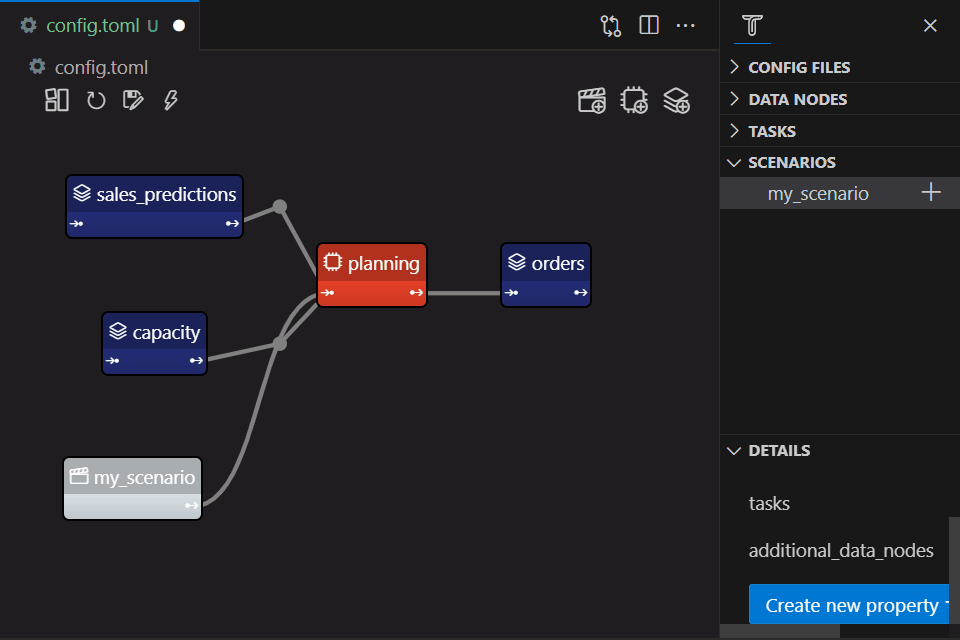 config.toml U
config.toml
sales_predictions
planning
orders
capacity
my_scenario
CONFIG FILES
DATA NODES
TASKS
SCENARIOS
my_scenario
DETAILS
tasks
additional_data_nodes
Create new property